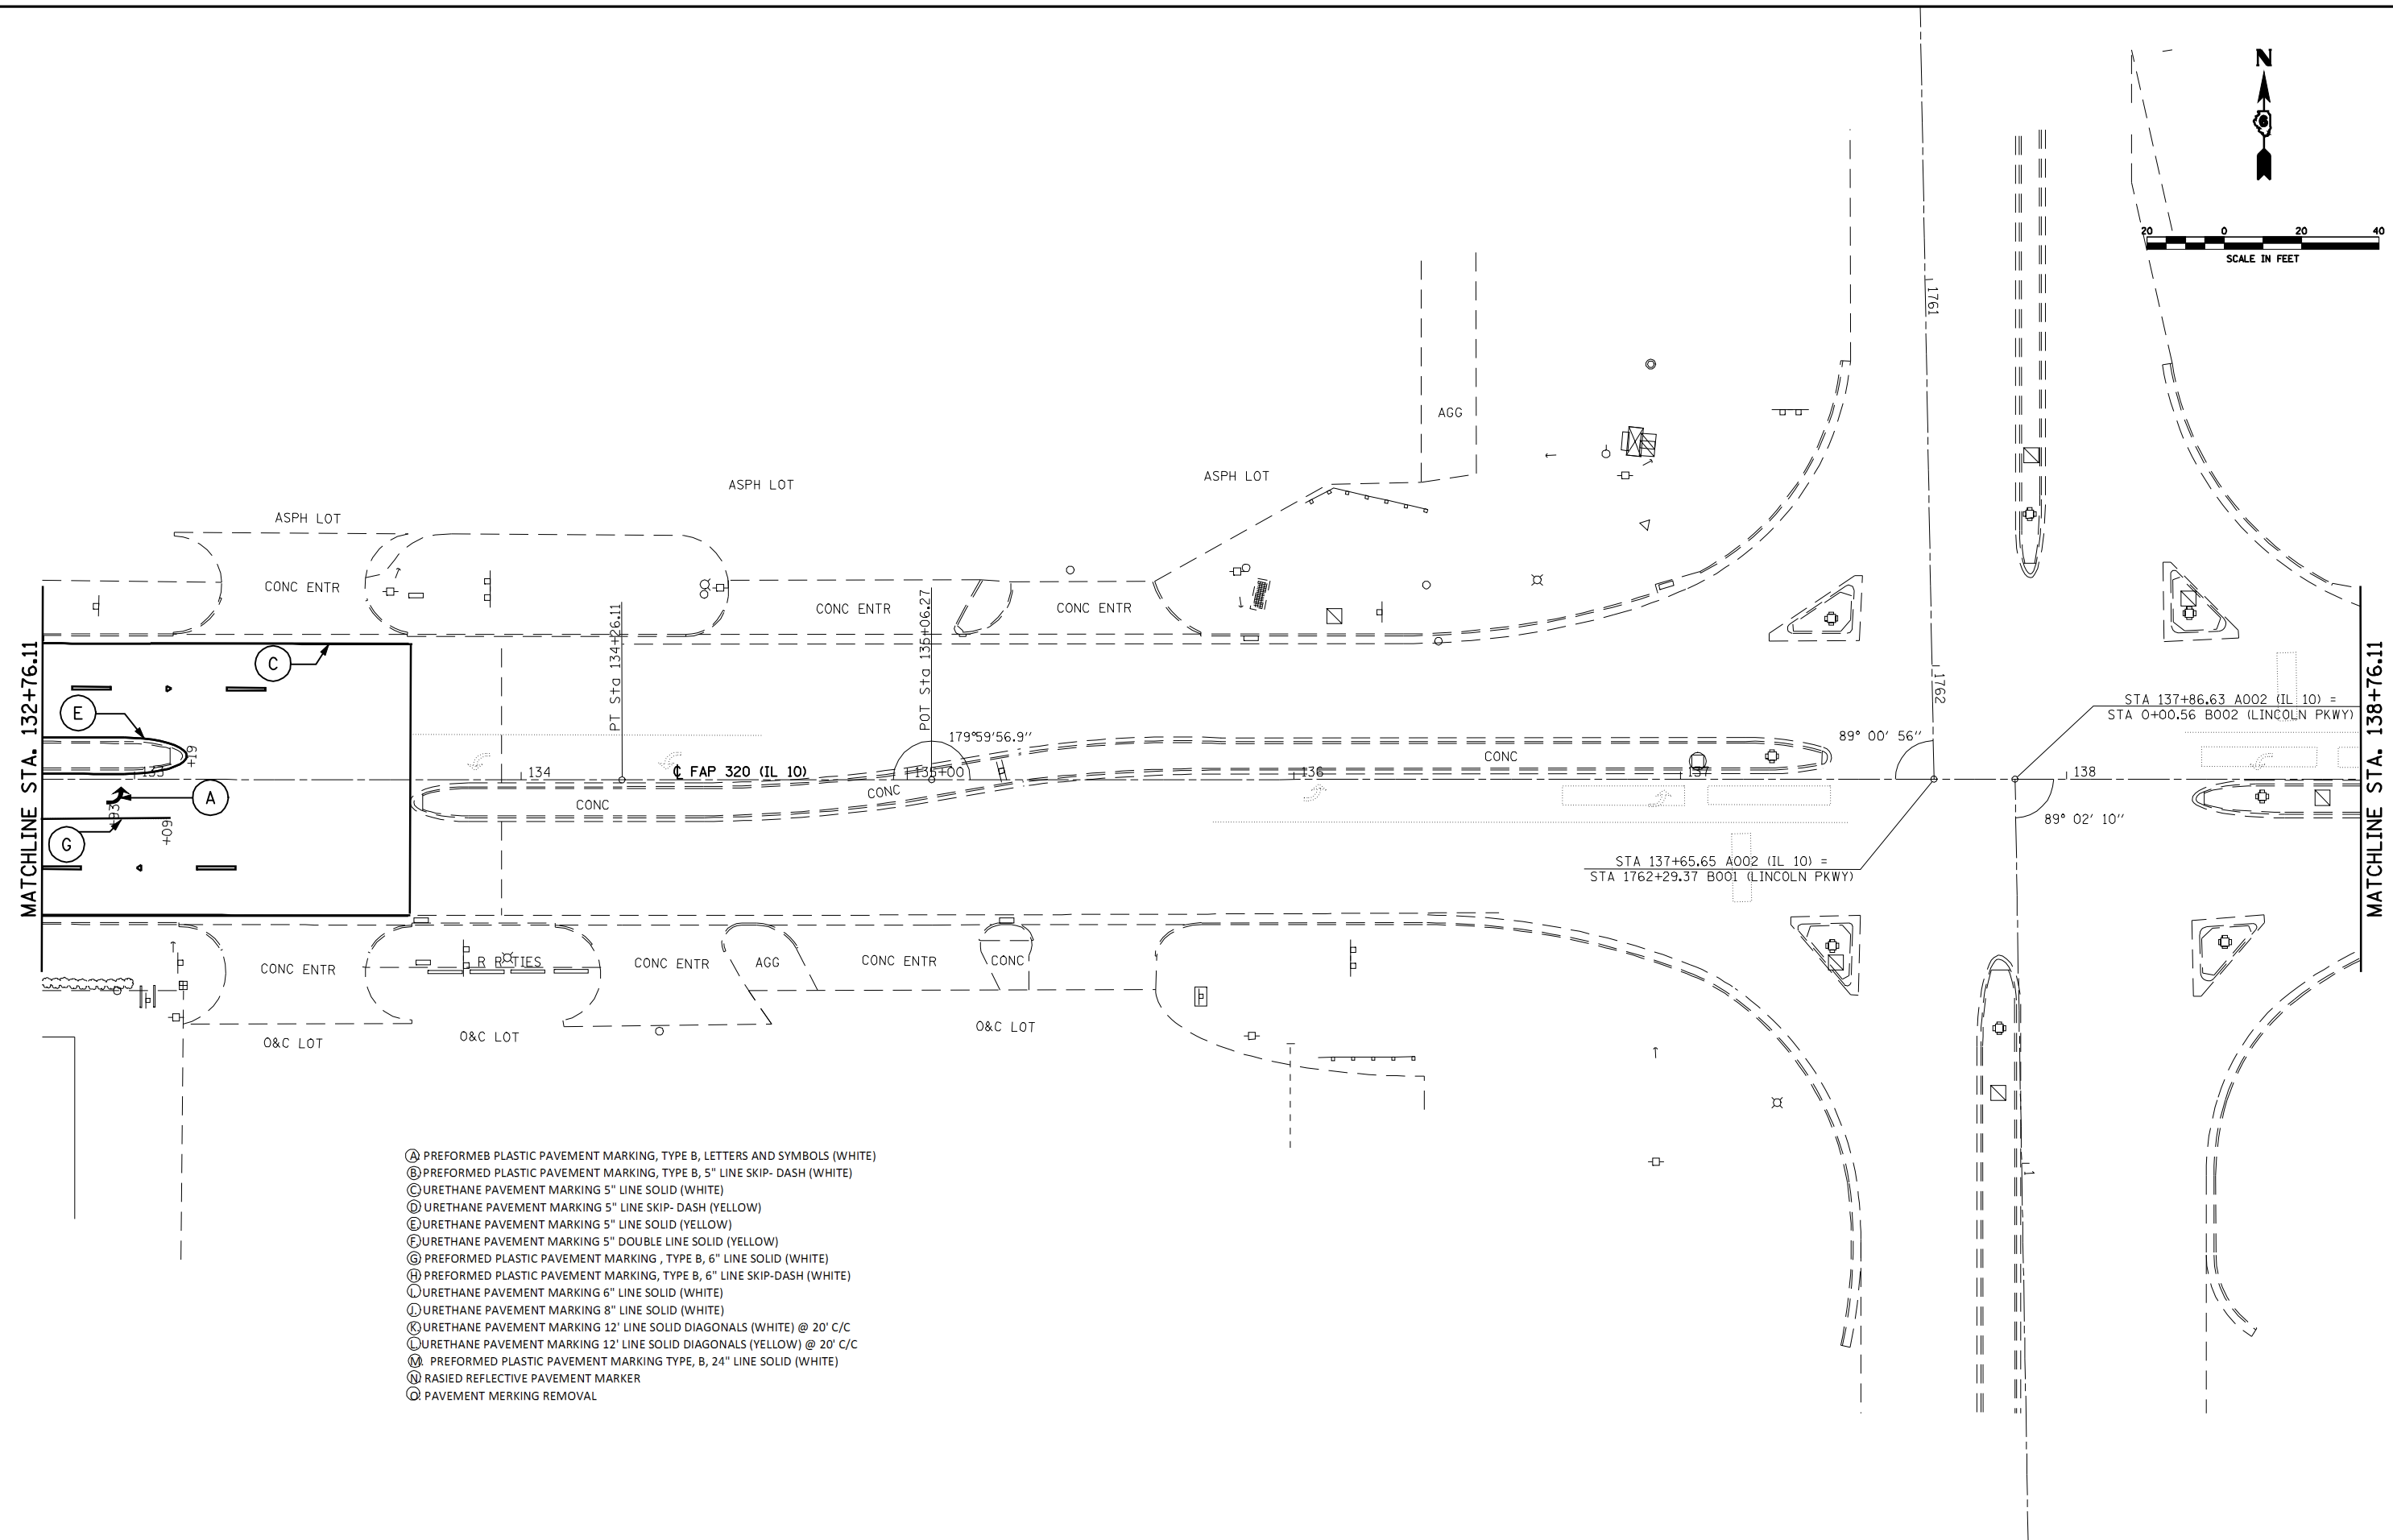 N
6
20 0 20 40
SCALE IN FEET
1761
AGG
ASPH LOT
ASPH LOT
ASPH LOT
CONC ENTR
CONC ENTR
CONC ENTR
MATCHLINE STA. 132+76.11
C
E
+19
133
A
+93
+09
G
PT Sta 134+26.11
POT Sta 135+06.27
179°59'56.9"
134
℄ FAP 320 (IL 10)
135+00
136
137
138
CONC
CONC
CONC
1762
89° 00' 56"
STA 137+86.63 A002 (IL 10) =
STA 0+00.56 B002 (LINCOLN PKWY)
89° 02' 10"
STA 137+65.65 A002 (IL 10) =
STA 1762+29.37 B001 (LINCOLN PKWY)
MATCHLINE STA. 138+76.11
CONC ENTR
R R TIES
CONC ENTR
AGG
CONC ENTR
CONC
O&C LOT
O&C LOT
O&C LOT
1
A. PREFORMEB PLASTIC PAVEMENT MARKING, TYPE B, LETTERS AND SYMBOLS (WHITE)
B. PREFORMED PLASTIC PAVEMENT MARKING, TYPE B, 5" LINE SKIP- DASH (WHITE)
C. URETHANE PAVEMENT MARKING 5" LINE SOLID (WHITE)
D. URETHANE PAVEMENT MARKING 5" LINE SKIP- DASH (YELLOW)
E. URETHANE PAVEMENT MARKING 5" LINE SOLID (YELLOW)
F. URETHANE PAVEMENT MARKING 5" DOUBLE LINE SOLID (YELLOW)
G. PREFORMED PLASTIC PAVEMENT MARKING , TYPE B, 6" LINE SOLID (WHITE)
H. PREFORMED PLASTIC PAVEMENT MARKING, TYPE B, 6" LINE SKIP-DASH (WHITE)
I. URETHANE PAVEMENT MARKING 6" LINE SOLID (WHITE)
J. URETHANE PAVEMENT MARKING 8" LINE SOLID (WHITE)
K. URETHANE PAVEMENT MARKING 12' LINE SOLID DIAGONALS (WHITE) @ 20' C/C
L. URETHANE PAVEMENT MARKING 12' LINE SOLID DIAGONALS (YELLOW) @ 20' C/C
M. PREFORMED PLASTIC PAVEMENT MARKING TYPE, B, 24" LINE SOLID (WHITE)
N. RASIED REFLECTIVE PAVEMENT MARKER
O. PAVEMENT MERKING REMOVAL